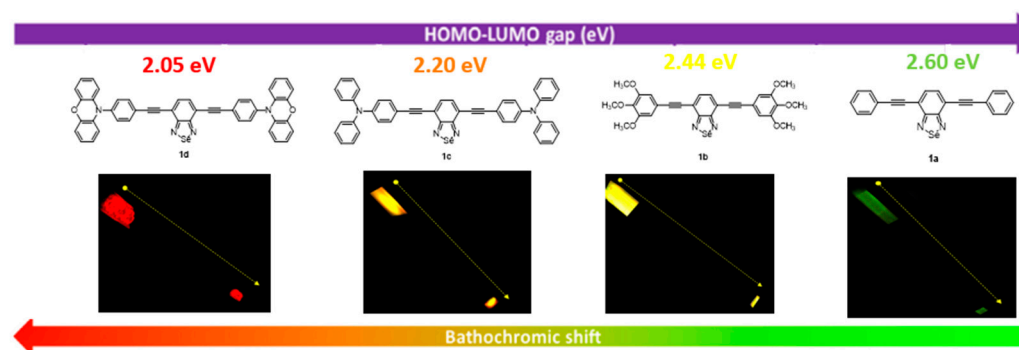 HOMO-LUMO gap (eV)
2.05 eV
2.20 eV
2.44 eV
2.60 eV
O
N
N
O
N
Se
N
1d
N
N
N
Se
N
1c
OCH₃
H₃CO
H₃CO
OCH₃
OCH₃
OCH₃
N
Se
N
1b
N
Se
N
1a
Bathochromic shift